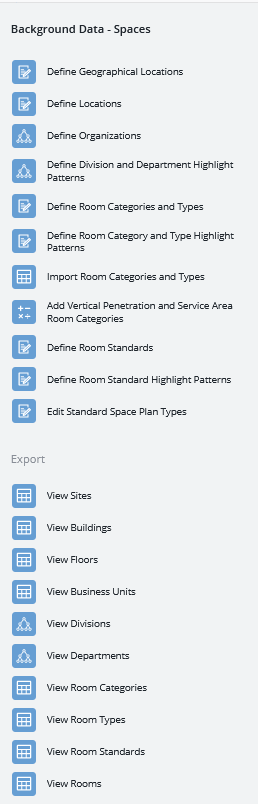 Background Data - Spaces
Define Geographical Locations
Define Locations
Define Organizations
Define Division and Department Highlight
Patterns
Define Room Categories and Types
Define Room Category and Type Highlight
Patterns
Import Room Categories and Types
Add Vertical Penetration and Service Area
Room Categories
Define Room Standards
Define Room Standard Highlight Patterns
Edit Standard Space Plan Types
Export
View Sites
View Buildings
View Floors
View Business Units
View Divisions
View Departments
View Room Categories
View Room Types
View Room Standards
View Rooms